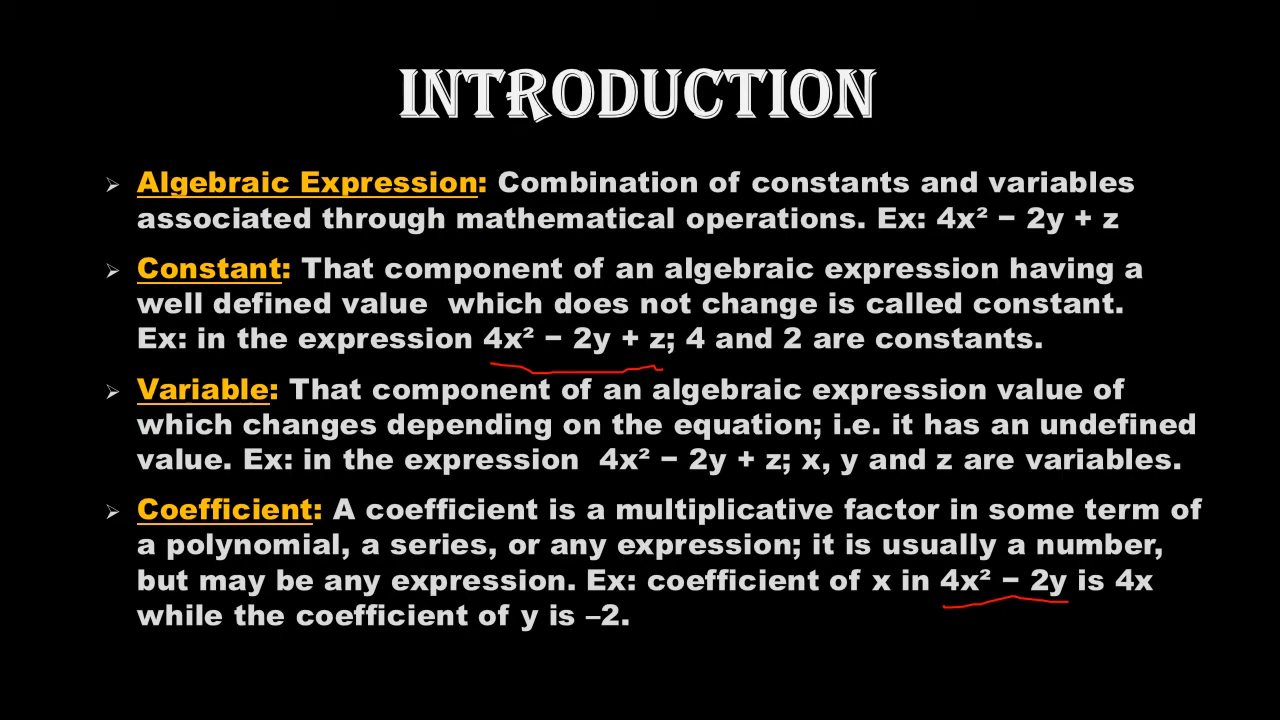 INTRODUCTION
Algebraic Expression: Combination of constants and variables
associated through mathematical operations. Ex: 4x² − 2y + z
Constant: That component of an algebraic expression having a
well defined value which does not change is called constant.
Ex: in the expression 4x² − 2y + z; 4 and 2 are constants.
Variable: That component of an algebraic expression value of
which changes depending on the equation; i.e. it has an undefined
value. Ex: in the expression 4x² − 2y + z; x, y and z are variables.
Coefficient: A coefficient is a multiplicative factor in some term of
a polynomial, a series, or any expression; it is usually a number,
but may be any expression. Ex: coefficient of x in 4x² − 2y is 4x
while the coefficient of y is –2.